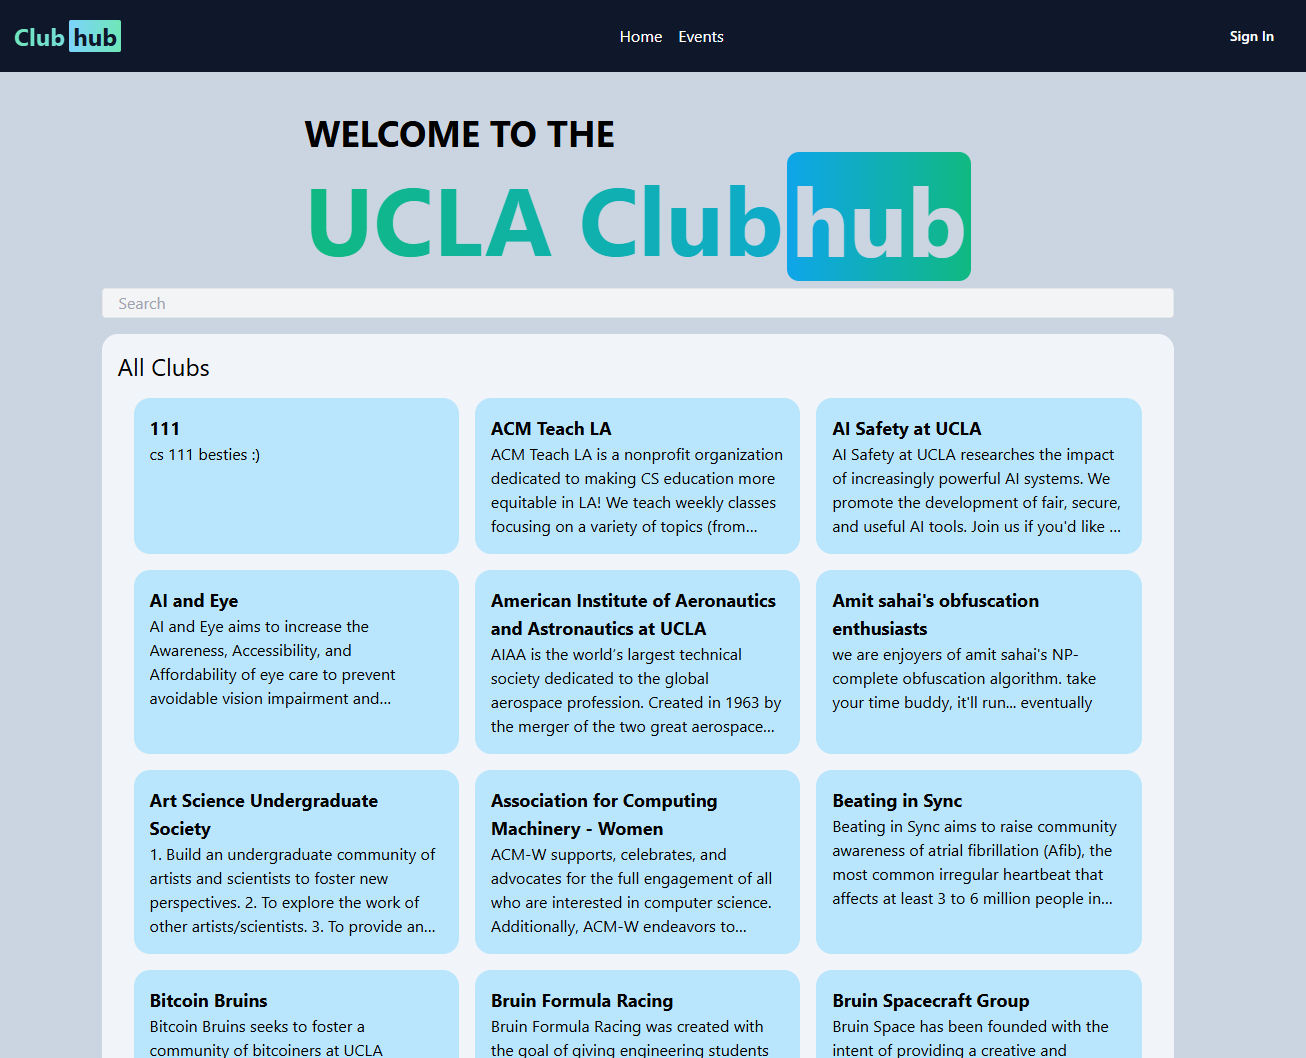 Club hub
Home Events
Sign In
WELCOME TO THE
UCLA Clubhub
Search
All Clubs
111
cs 111 besties :)
ACM Teach LA
ACM Teach LA is a nonprofit organization
dedicated to making CS education more
equitable in LA! We teach weekly classes
focusing on a variety of topics (from...
AI Safety at UCLA
AI Safety at UCLA researches the impact
of increasingly powerful AI systems. We
promote the development of fair, secure,
and useful AI tools. Join us if you'd like ...
AI and Eye
AI and Eye aims to increase the
Awareness, Accessibility, and
Affordability of eye care to prevent
avoidable vision impairment and...
American Institute of Aeronautics
and Astronautics at UCLA
AIAA is the world’s largest technical
society dedicated to the global
aerospace profession. Created in 1963 by
the merger of the two great aerospace...
Amit sahai's obfuscation
enthusiasts
we are enjoyers of amit sahai's NP-
complete obfuscation algorithm. take
your time buddy, it'll run... eventually
Art Science Undergraduate
Society
1. Build an undergraduate community of
artists and scientists to foster new
perspectives. 2. To explore the work of
other artists/scientists. 3. To provide an...
Association for Computing
Machinery - Women
ACM-W supports, celebrates, and
advocates for the full engagement of all
who are interested in computer science.
Additionally, ACM-W endeavors to...
Beating in Sync
Beating in Sync aims to raise community
awareness of atrial fibrillation (Afib), the
most common irregular heartbeat that
affects at least 3 to 6 million people in...
Bitcoin Bruins
Bitcoin Bruins seeks to foster a
community of bitcoiners at UCLA
Bruin Formula Racing
Bruin Formula Racing was created with
the goal of giving engineering students
Bruin Spacecraft Group
Bruin Space has been founded with the
intent of providing a creative and